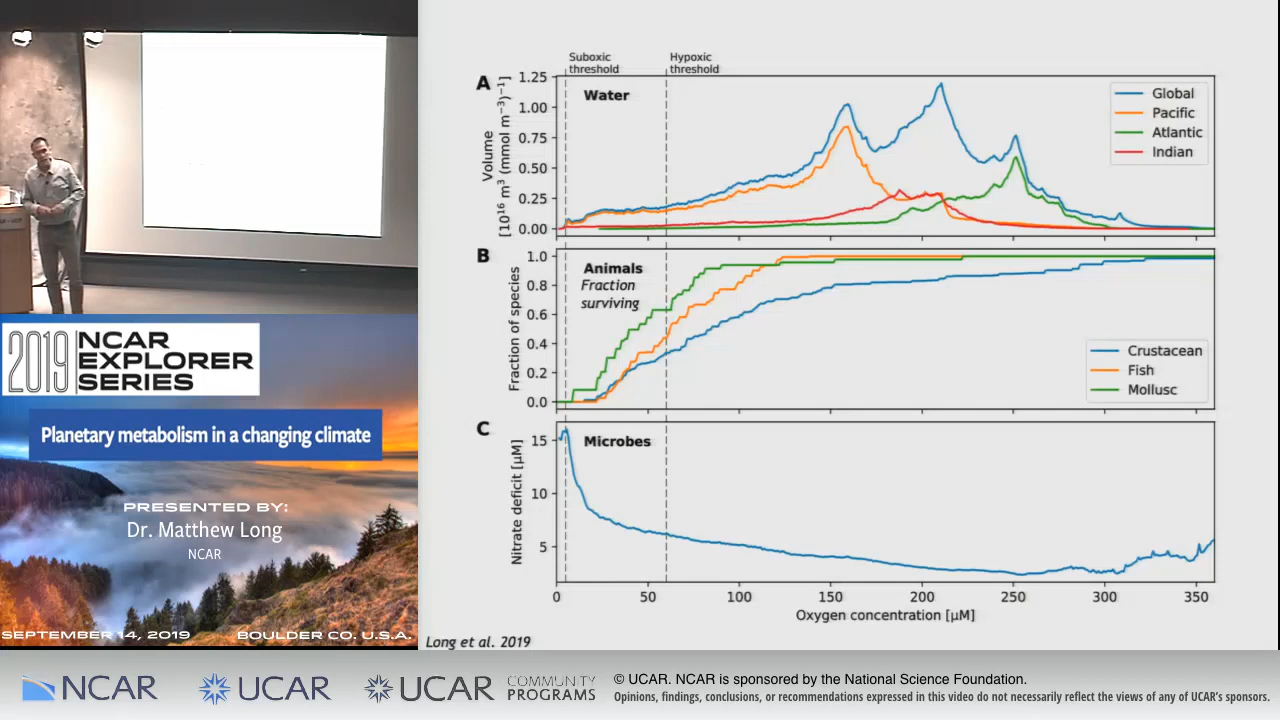 2019
NCAR
EXPLORER
SERIES
Planetary metabolism in a changing climate
PRESENTED BY:
Dr. Matthew Long
NCAR
SEPTEMBER 14, 2019
BOULDER CO. U.S.A.
Suboxic
threshold
Hypoxic
threshold
A
Water
Volume
[10¹⁶ m³ (mmol m⁻³)⁻¹]
1.25
1.00
0.75
0.50
0.25
0.00
Global
Pacific
Atlantic
Indian
B
Animals
Fraction
surviving
Fraction of species
1.0
0.8
0.6
0.4
0.2
0.0
Crustacean
Fish
Mollusc
C
Microbes
Nitrate deficit [µM]
15
10
5
0 50 100 150 200 250 300 350
Oxygen concentration [µM]
Long et al. 2019
NCAR
UCAR
UCAR COMMUNITY PROGRAMS
© UCAR. NCAR is sponsored by the National Science Foundation.
Opinions, findings, conclusions, or recommendations expressed in this video do not necessarily reflect the views of any of UCAR's sponsors.